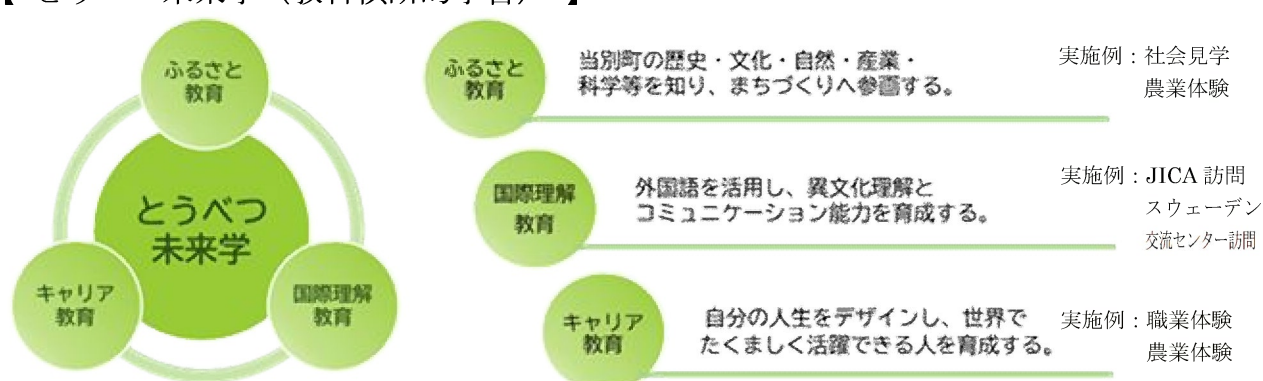 ふるさと
教育
とうべつ
未来学
キャリア
教育
国際理解
教育
ふるさと
教育
当別町の歴史・文化・自然・産業・
科学等を知り、まちづくりへ参画する。
実施例：社会見学
農業体験
国際理解
教育
外国語を活用し、異文化理解と
コミュニケーション能力を育成する。
実施例：JICA 訪問
スウェーデン
交流センター訪問
キャリア
教育
自分の人生をデザインし、世界で
たくましく活躍できる人を育成する。
実施例：職業体験
農業体験